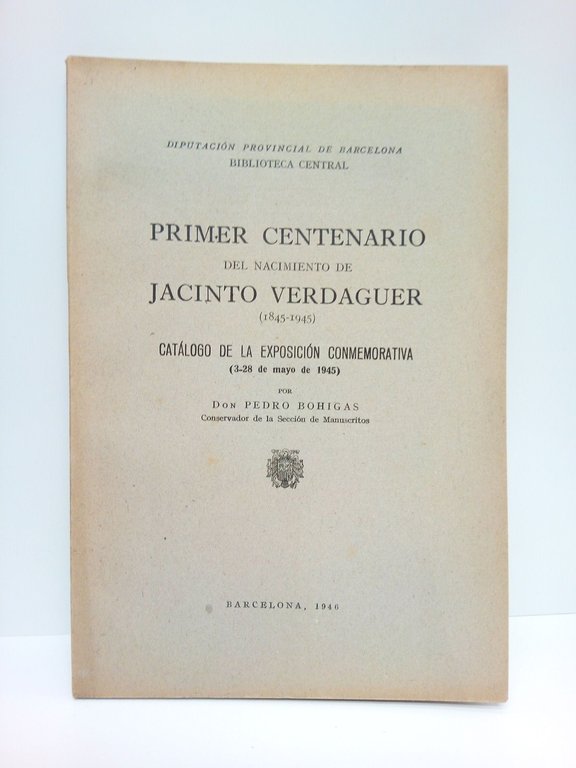 DIPUTACIÓN PROVINCIAL DE BARCELONA
BIBLIOTECA CENTRAL
PRIMER CENTENARIO
DEL NACIMIENTO DE
JACINTO VERDAGUER
(1845-1945)
CATÁLOGO DE LA EXPOSICIÓN CONMEMORATIVA
(3-28 de mayo de 1945)
POR
DON PEDRO BOHIGAS
Conservador de la Sección de Manuscritos
BARCELONA, 1946